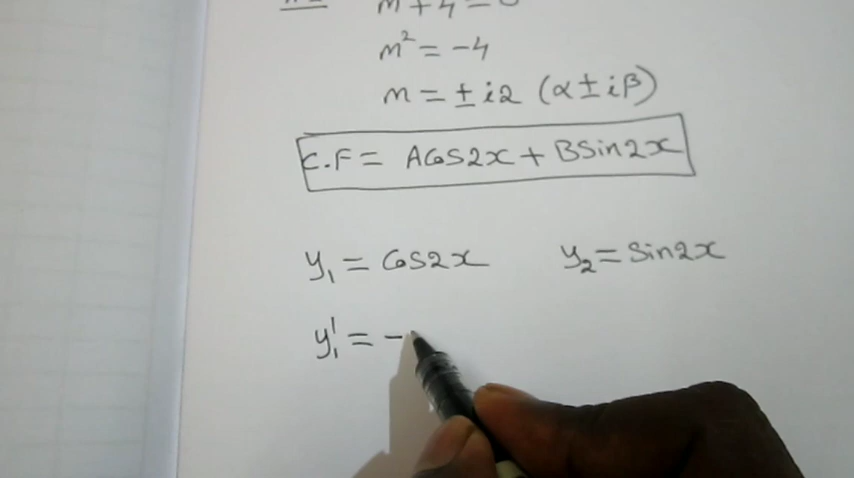 m² = -4
m = ± i2 (α ± iβ)
C.F = ACos2x + BSin2x
y₁ = Cos2x y₂ = Sin2x
y₁' = -